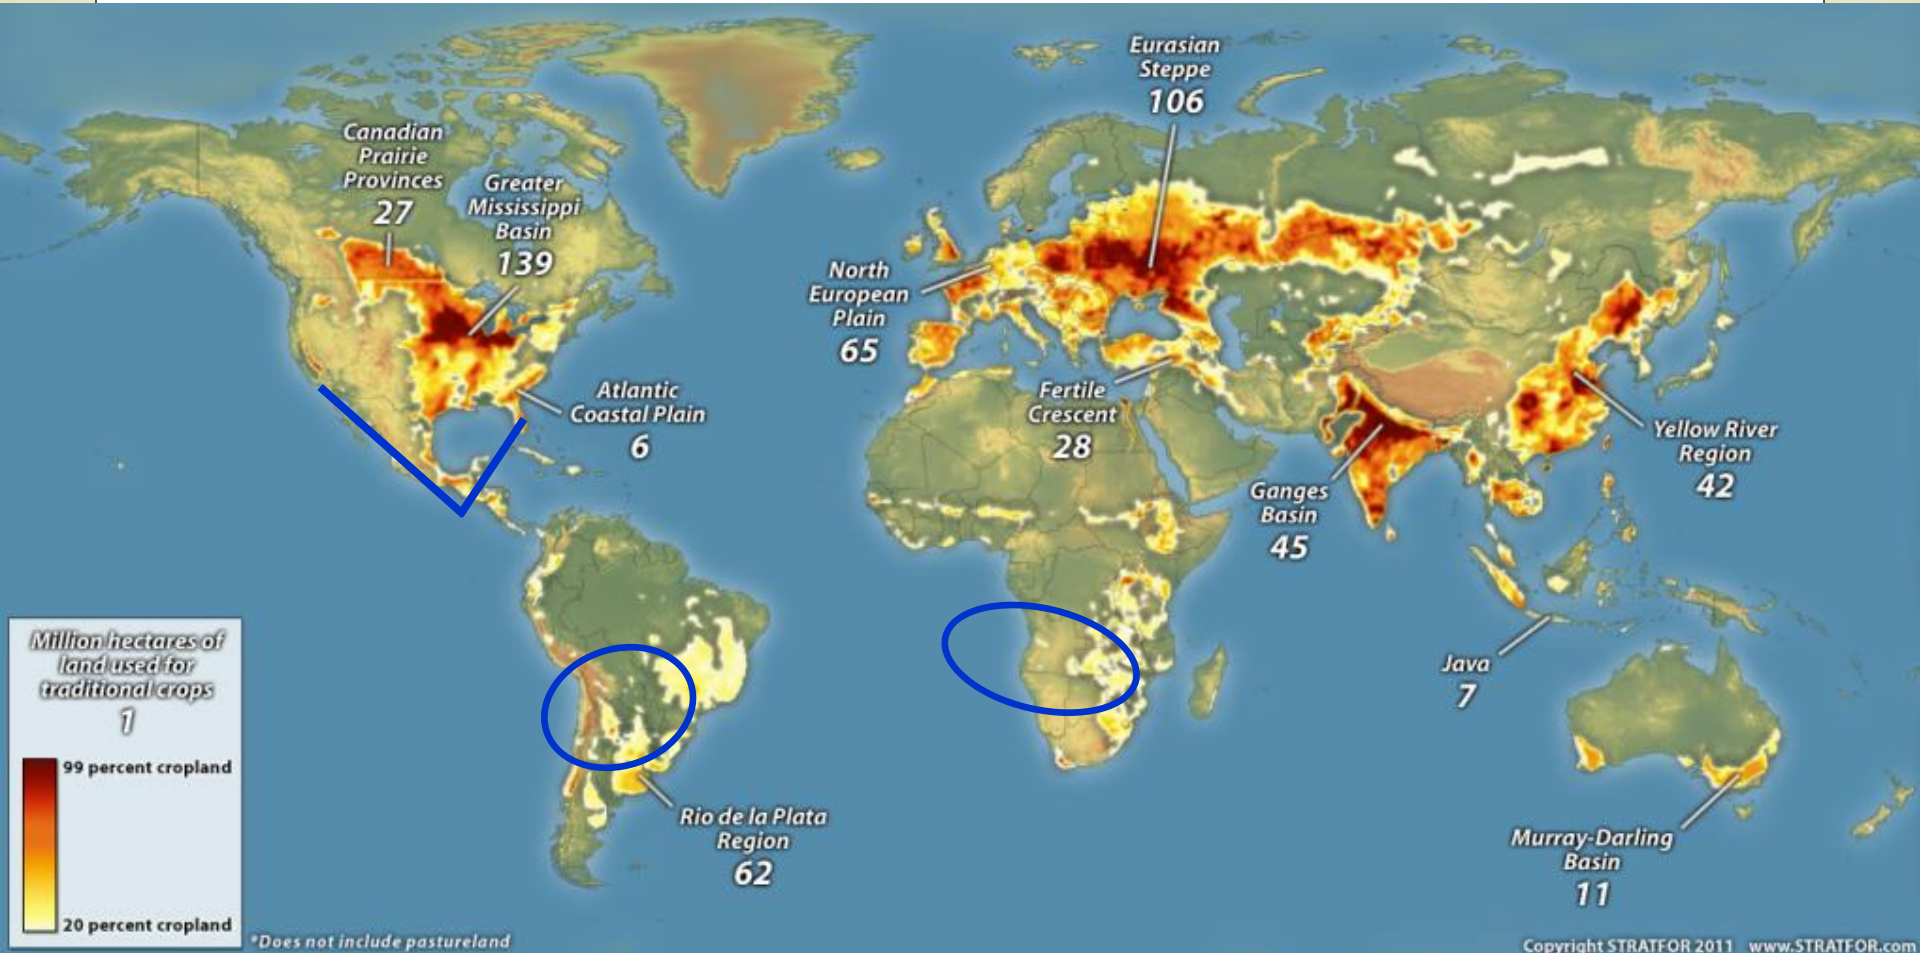 Eurasian
Steppe
106
Canadian
Prairie
Provinces
27
Greater
Mississippi
Basin
139
North
European
Plain
65
Atlantic
Coastal Plain
6
Fertile
Crescent
28
Yellow River
Region
42
Ganges
Basin
45
Java
7
Rio de la Plata
Region
62
Murray-Darling
Basin
11
Million hectares of
land used for
traditional crops
1
99 percent cropland
20 percent cropland
*Does not include pastureland
Copyright STRATFOR 2011 www.STRATFOR.com